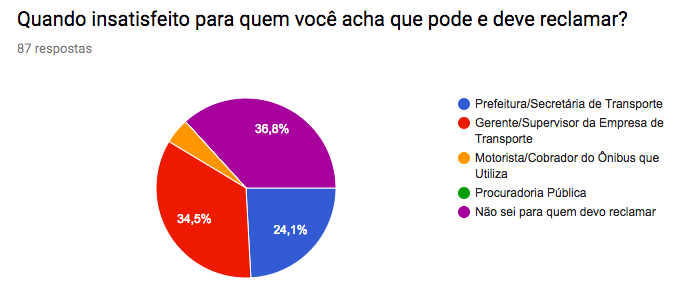 Quando insatisfeito para quem você acha que pode e deve reclamar?
87 respostas
36,8%
34,5%
24,1%
Prefeitura/Secretária de Transporte
Gerente/Supervisor da Empresa de
Transporte
Motorista/Cobrador do Ônibus que
Utiliza
Procuradoria Pública
Não sei para quem devo reclamar